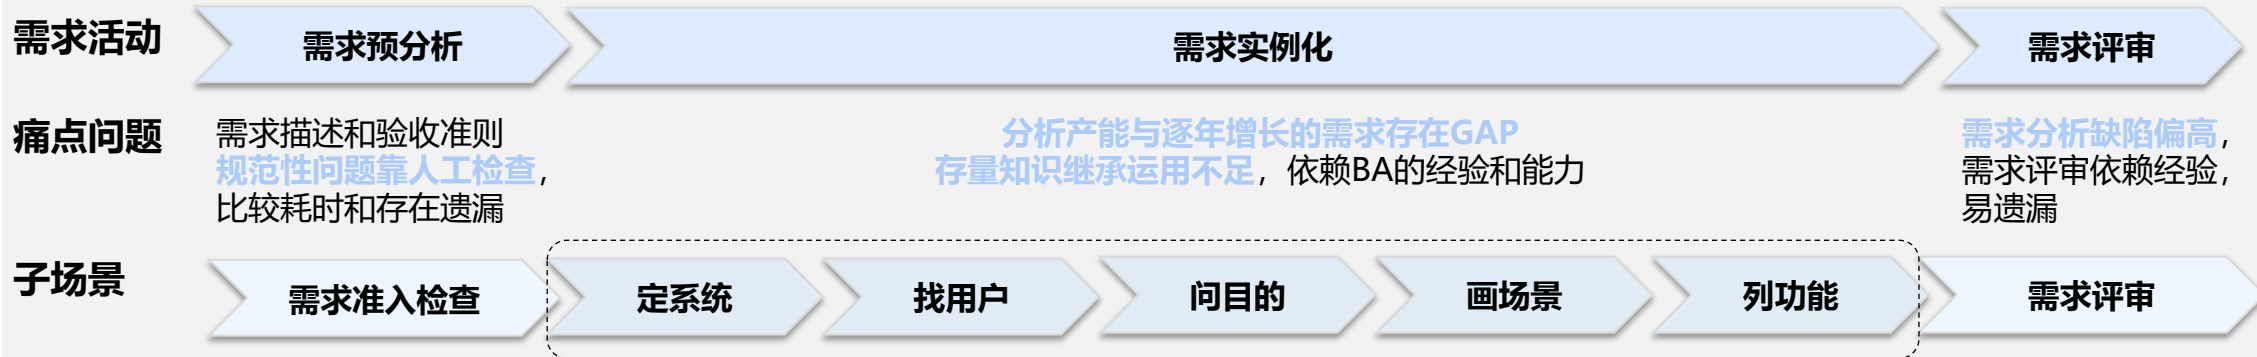 需求活动
需求预分析
需求实例化
需求评审
痛点问题
需求描述和验收准则
规范性问题靠人工检查，
比较耗时和存在遗漏
分析产能与逐年增长的需求存在GAP
存量知识继承运用不足，依赖BA的经验和能力
需求分析缺陷偏高，
需求评审依赖经验，
易遗漏
子场景
需求准入检查
定系统
找用户
问目的
画场景
列功能
需求评审